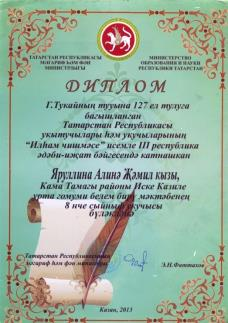 ТАТАРСТАН РЕСПУБЛИКАСЫ
МӘГАРИФ ҺӘМ ФӘН
МИНИСТРЛЫГЫ
МИНИСТЕРСТВО
ОБРАЗОВАНИЯ И НАУКИ
РЕСПУБЛИКИ ТАТАРСТАН
ДИПЛОМ
Г.Тукайның тууына 127 ел тулуга
багышланган
Татарстан Республикасы
укытучылары һәм укучыларының
“Илһам чишмәсе” исемле III республика
әдәби-иҗат бәйгесендә катнашкан
Яруллина Алинә Җәмил кызы,
Кама Тамагы районы Иске Казиле
урта гомуми белем бирү мәктәбенең
8 нче сыйныф укучысы
бүләкләнә
Татарстан Республикасының
мәгариф һәм фән министры
Э.Н.Фәттахов
Казан, 2013